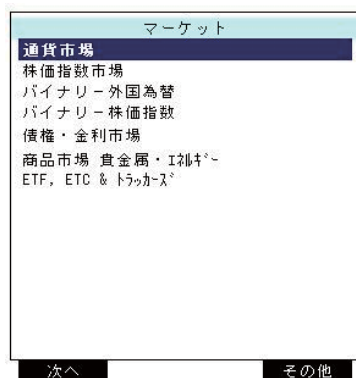 マーケット
通貨市場
株価指数市場
バイナリー外国為替
バイナリー株価指数
債権・金利市場
商品市場 貴金属・ｴﾈﾙｷﾞｰ
ETF, ETC & ﾄﾗｯｶｰｽﾞ
次へ その他